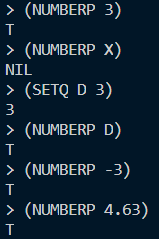 > (NUMBERP 3)
T
> (NUMBERP X)
NIL
> (SETQ D 3)
3
> (NUMBERP D)
T
> (NUMBERP -3)
T
> (NUMBERP 4.63)
T